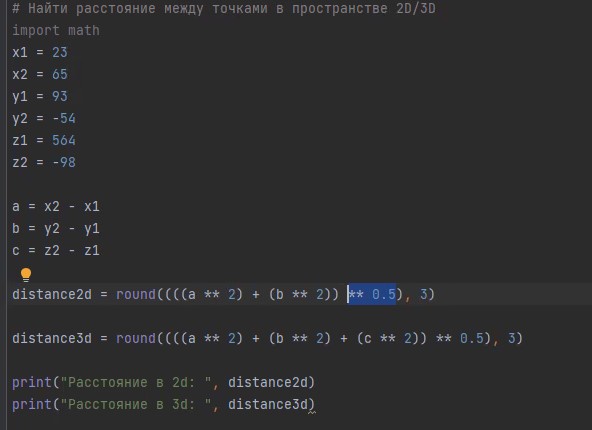 # Найти расстояние между точками в пространстве 2D/3D
import math
x1 = 23
x2 = 65
y1 = 93
y2 = -54
z1 = 564
z2 = -98
a = x2 - x1
b = y2 - y1
c = z2 - z1
distance2d = round((((a ** 2) + (b ** 2)) ** 0.5), 3)
distance3d = round((((a ** 2) + (b ** 2) + (c ** 2)) ** 0.5), 3)
print("Расстояние в 2d: ", distance2d)
print("Расстояние в 3d: ", distance3d)